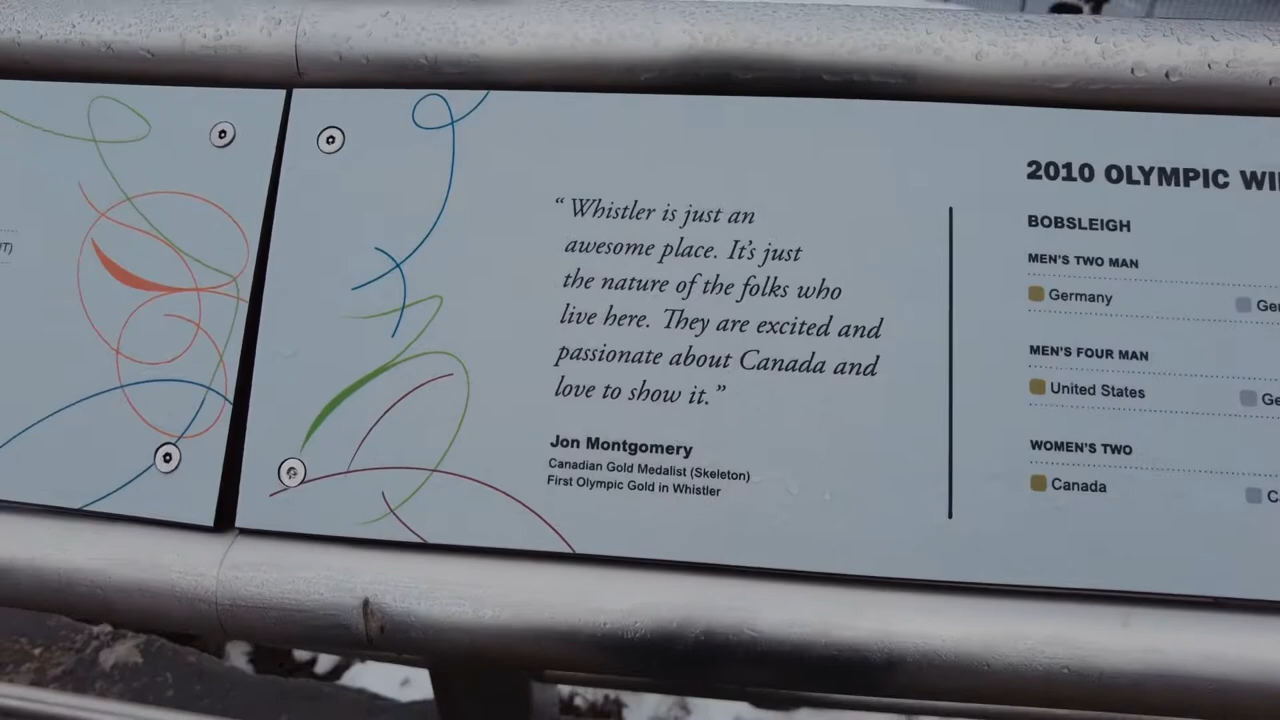 “ Whistler is just an
awesome place. It’s just
the nature of the folks who
live here. They are excited and
passionate about Canada and
love to show it.”
Jon Montgomery
Canadian Gold Medalist (Skeleton)
First Olympic Gold in Whistler
2010 OLYMPIC WI
BOBSLEIGH
MEN’S TWO MAN
Germany Ge
MEN’S FOUR MAN
United States Ge
WOMEN’S TWO
Canada C